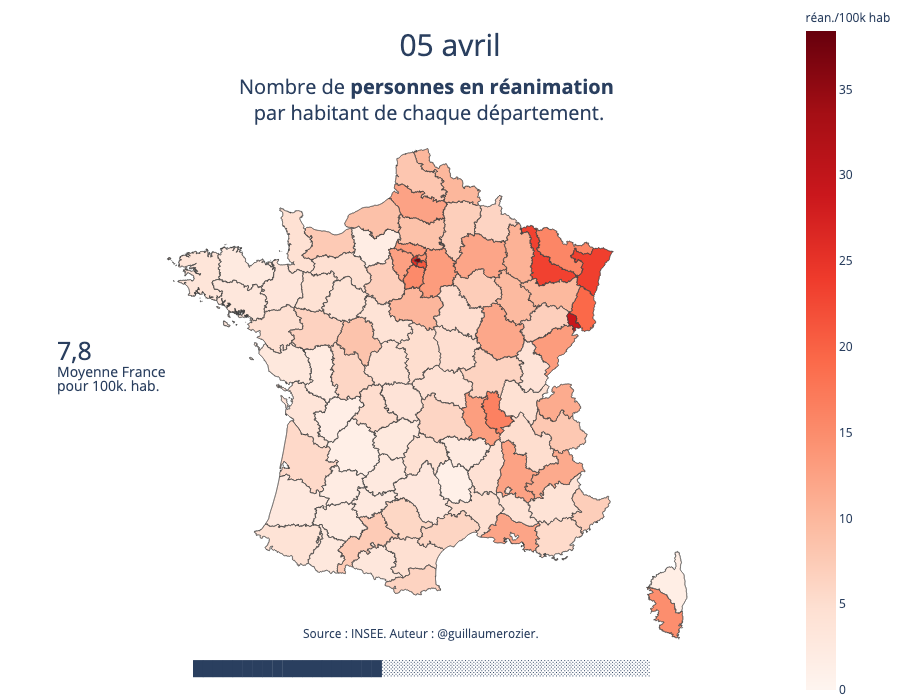 réan./100k hab
05 avril
Nombre de personnes en réanimation
par habitant de chaque département.
35
30
25
20
15
10
5
0
7,8
Moyenne France
pour 100k. hab.
Source : INSEE. Auteur : @guillaumerozier.